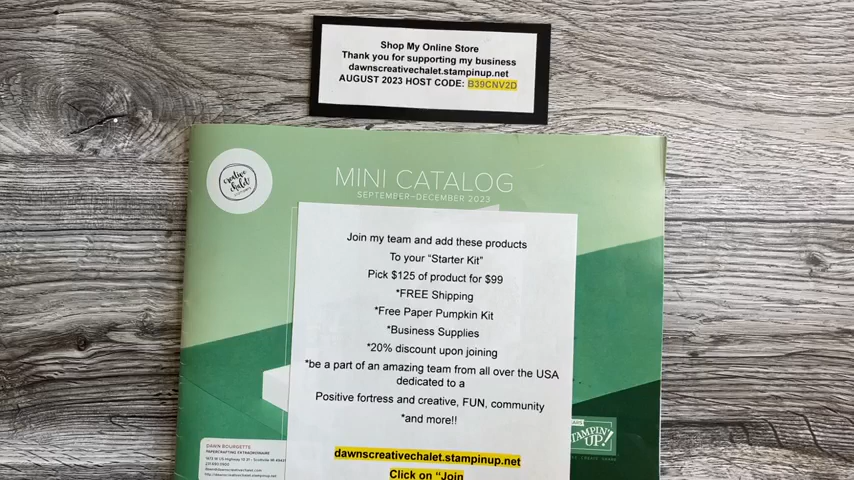 Shop My Online Store
Thank you for supporting my business
dawnscreativechalet.stampinup.net
AUGUST 2023 HOST CODE: B39CNV2D
creative
chalet
MINI CATALOG
SEPTEMBER–DECEMBER 2023
Join my team and add these products
To your “Starter Kit”
Pick $125 of product for $99
*FREE Shipping
*Free Paper Pumpkin Kit
*Business Supplies
*20% discount upon joining
*be a part of an amazing team from all over the USA
dedicated to a
Positive fortress and creative, FUN, community
*and more!!
dawnscreativechalet.stampinup.net
Click on “Join
DAWN BOURGETTE
PAPERCRAFTING EXTRAORDINAIRE
STAMPIN' UP!